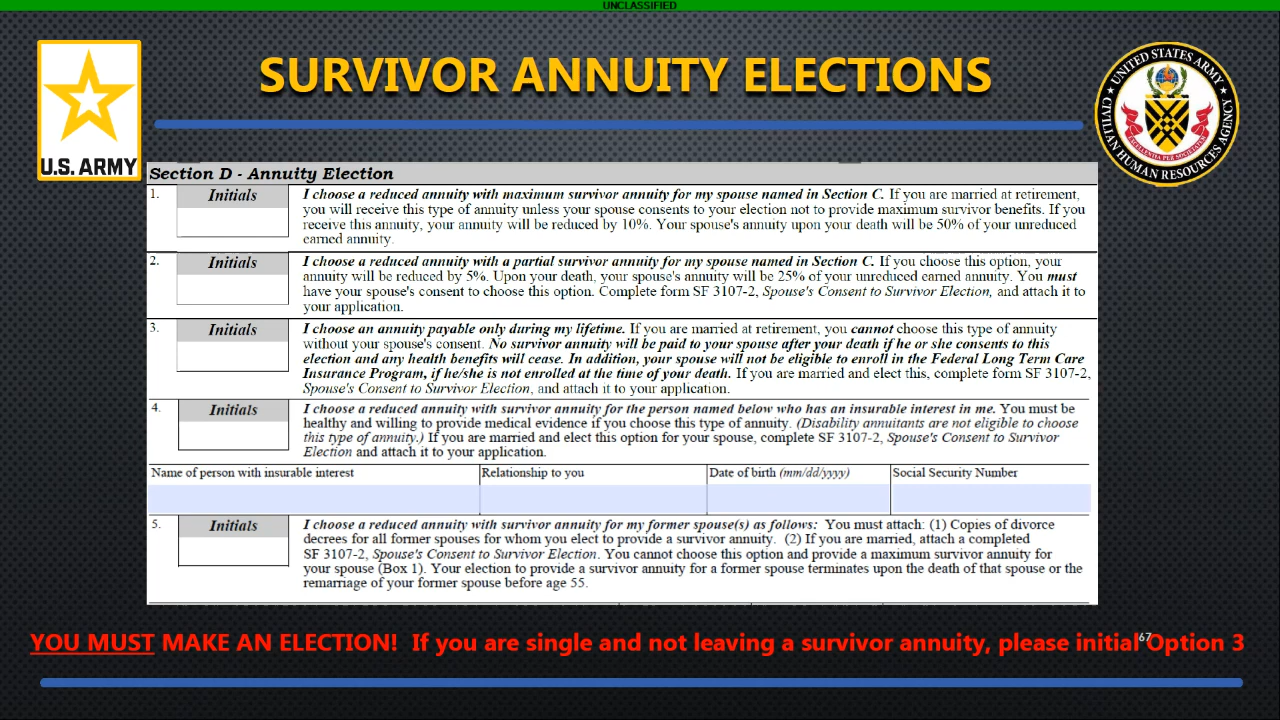 UNCLASSIFIED
SURVIVOR ANNUITY ELECTIONS
U.S. ARMY
UNITED STATES ARMY
CIVILIAN HUMAN RESOURCES AGENCY
Section D - Annuity Election
1.
Initials
I choose a reduced annuity with maximum survivor annuity for my spouse named in Section C. If you are married at retirement,
you will receive this type of annuity unless your spouse consents to your election not to provide maximum survivor benefits. If you
receive this annuity, your annuity will be reduced by 10%. Your spouse's annuity upon your death will be 50% of your unreduced
earned annuity.
2.
Initials
I choose a reduced annuity with a partial survivor annuity for my spouse named in Section C. If you choose this option, your
annuity will be reduced by 5%. Upon your death, your spouse's annuity will be 25% of your unreduced earned annuity. You must
have your spouse's consent to choose this option. Complete form SF 3107-2, Spouse's Consent to Survivor Election, and attach it to
your application.
3.
Initials
I choose an annuity payable only during my lifetime. If you are married at retirement, you cannot choose this type of annuity
without your spouse's consent. No survivor annuity will be paid to your spouse after your death if he or she consents to this
election and any health benefits will cease. In addition, your spouse will not be eligible to enroll in the Federal Long Term Care
Insurance Program, if he/she is not enrolled at the time of your death. If you are married and elect this, complete form SF 3107-2,
Spouse's Consent to Survivor Election, and attach it to your application.
4.
Initials
I choose a reduced annuity with survivor annuity for the person named below who has an insurable interest in me. You must be
healthy and willing to provide medical evidence if you choose this type of annuity. (Disability annuitants are not eligible to choose
this type of annuity.) If you are married and elect this option for your spouse, complete SF 3107-2, Spouse's Consent to Survivor
Election and attach it to your application.
Name of person with insurable interest
Relationship to you
Date of birth (mm/dd/yyyy)
Social Security Number
5.
Initials
I choose a reduced annuity with survivor annuity for my former spouse(s) as follows: You must attach: (1) Copies of divorce
decrees for all former spouses for whom you elect to provide a survivor annuity. (2) If you are married, attach a completed
SF 3107-2, Spouse's Consent to Survivor Election. You cannot choose this option and provide a maximum survivor annuity for
your spouse (Box 1). Your election to provide a survivor annuity for a former spouse terminates upon the death of that spouse or the
remarriage of your former spouse before age 55.
YOU MUST MAKE AN ELECTION! If you are single and not leaving a survivor annuity, please initial Option 3
67